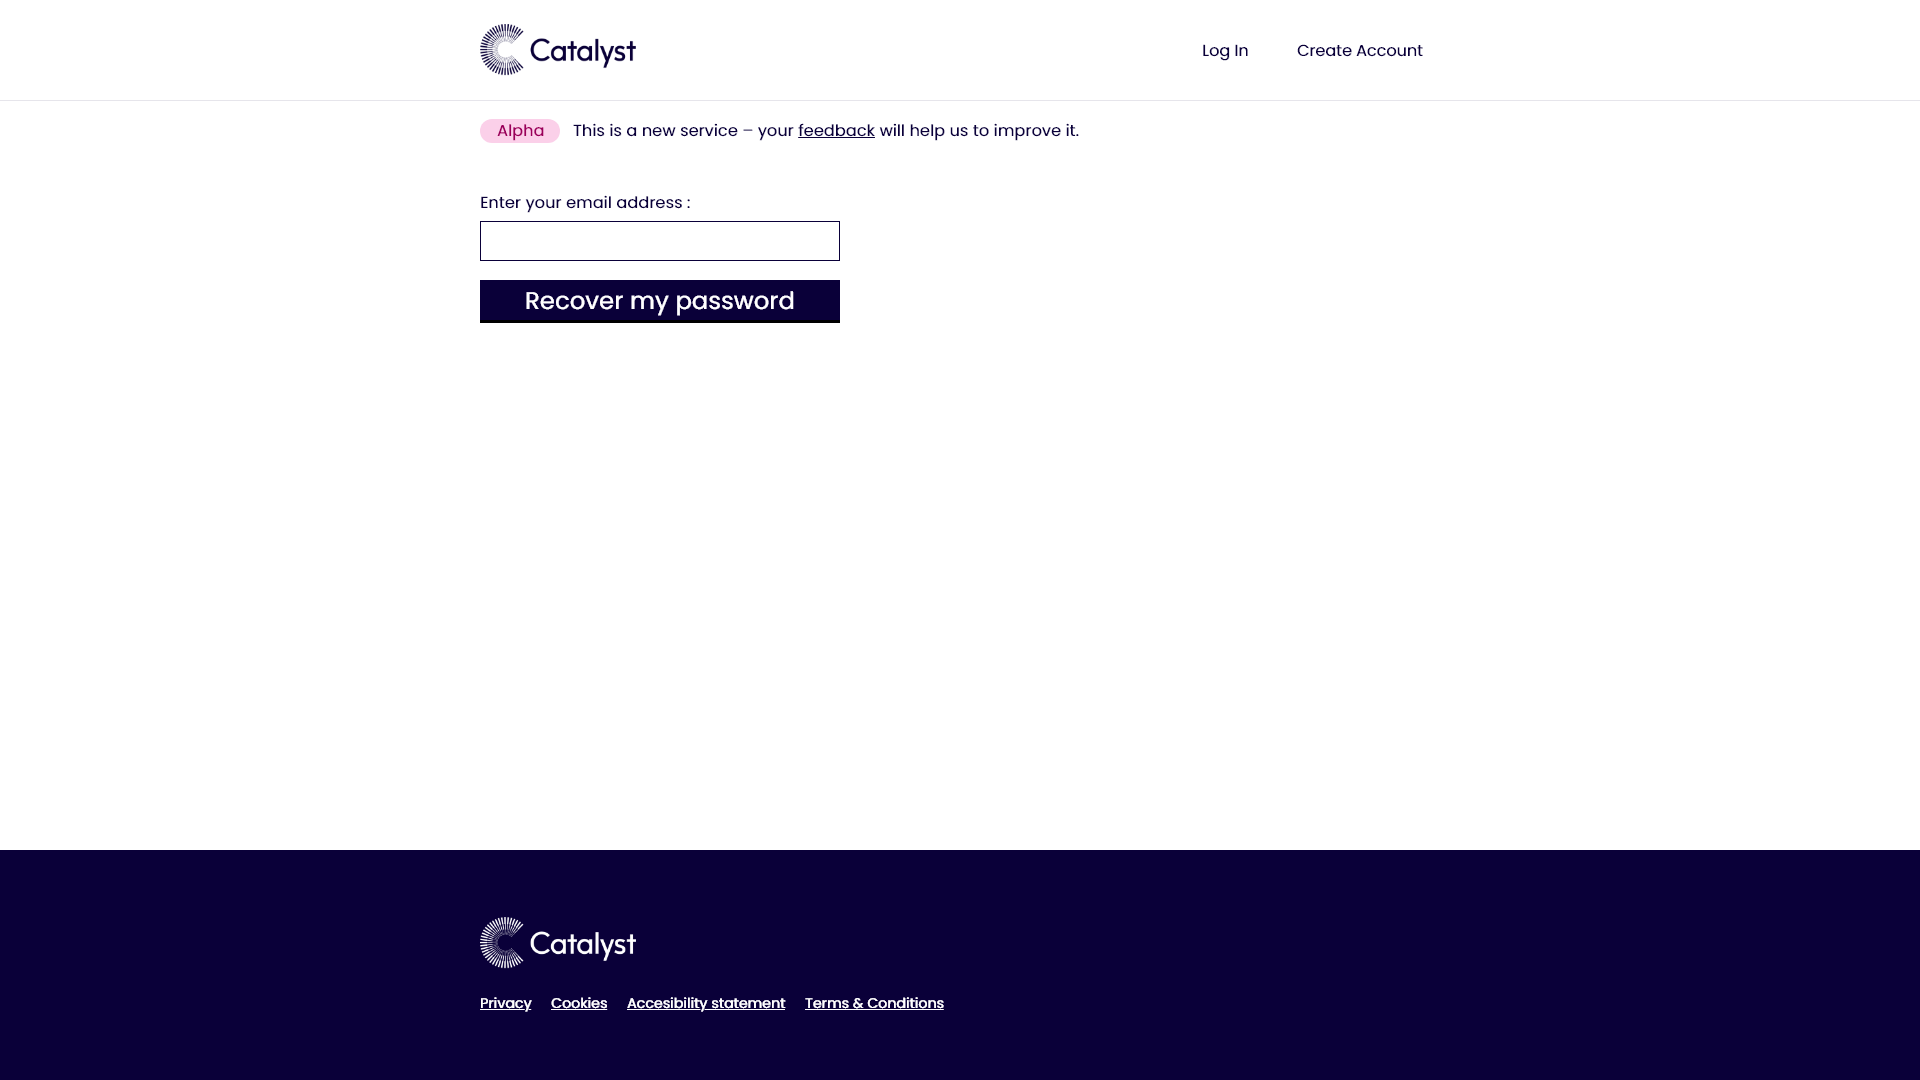 Catalyst
Log In
Create Account
Alpha
This is a new service – your feedback will help us to improve it.
Enter your email address :
Recover my password
Catalyst
Privacy
Cookies
Accesibility statement
Terms & Conditions